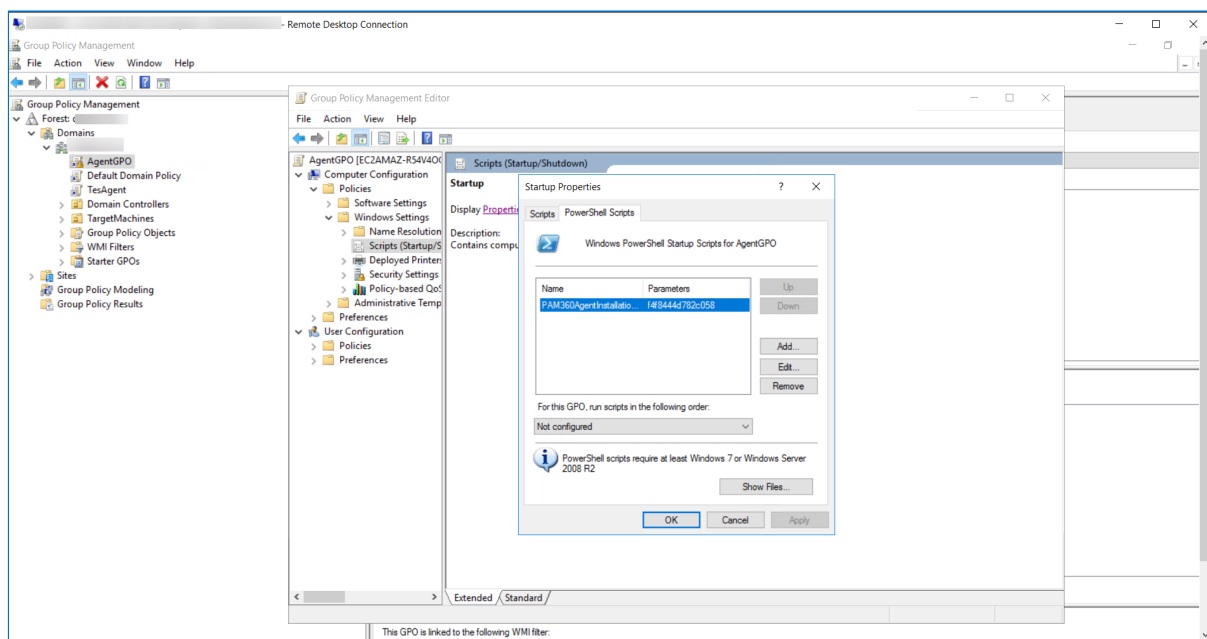 - Remote Desktop Connection
Group Policy Management
File Action View Window Help
Group Policy Management
Forest:
Domains
AgentGPO
Default Domain Policy
TesAgent
Domain Controllers
TargetMachines
Group Policy Objects
WMI Filters
Starter GPOs
Sites
Group Policy Modeling
Group Policy Results
Group Policy Management Editor
File Action View Help
AgentGPO [EC2AMAZ-R54V4O
Computer Configuration
Policies
Software Settings
Windows Settings
Name Resolution
Scripts (Startup/S
Deployed Printer
Security Settings
Policy-based QoS
Administrative Temp
Preferences
User Configuration
Policies
Preferences
Scripts (Startup/Shutdown)
Startup
Display Properti
Description:
Contains compu
Startup Properties
Scripts PowerShell Scripts
Windows PowerShell Startup Scripts for AgentGPO
Name Parameters
PAM360AgentInstallatio... f4f8444d782c058
Up
Down
Add...
Edit...
Remove
For this GPO, run scripts in the following order:
Not configured
PowerShell scripts require at least Windows 7 or Windows Server
2008 R2
Show Files...
OK Cancel Apply
Extended Standard
This GPO is linked to the following WMI filter: